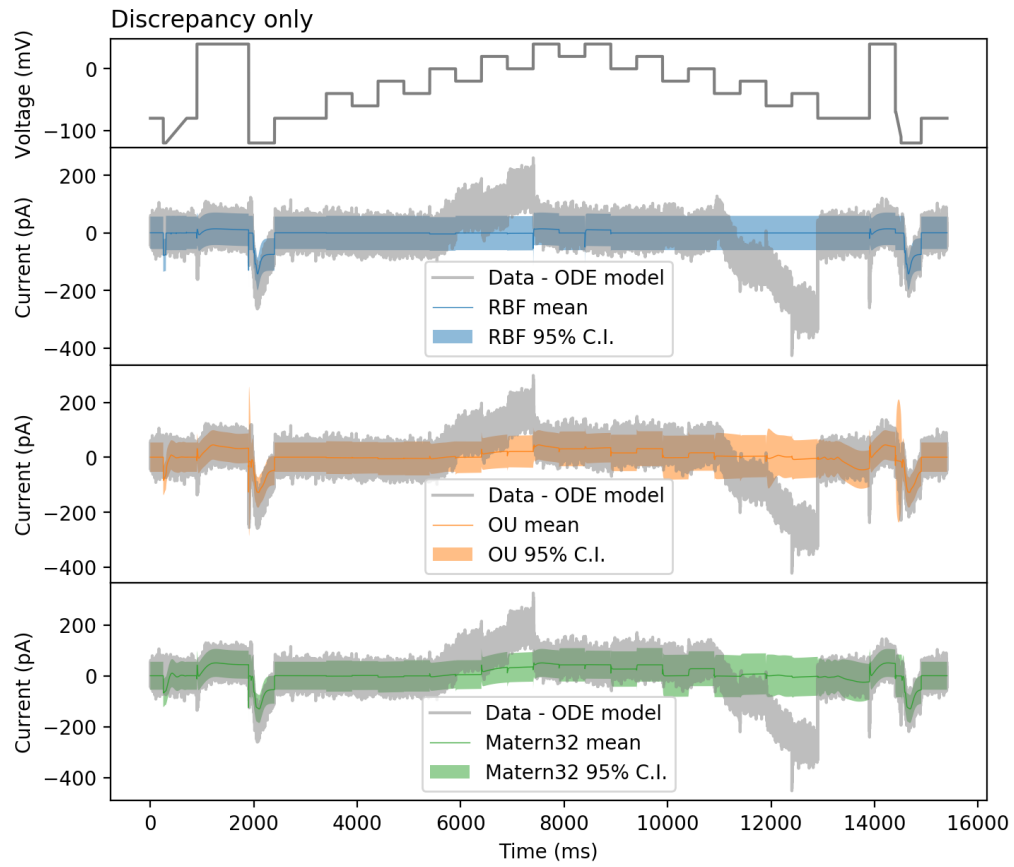 Discrepancy only
Voltage (mV)
0
−100
Current (pA)
200
0
−200
−400
Data - ODE model
RBF mean
RBF 95% C.I.
Current (pA)
200
0
−200
−400
Data - ODE model
OU mean
OU 95% C.I.
Current (pA)
200
0
−200
−400
Data - ODE model
Matern32 mean
Matern32 95% C.I.
0 2000 4000 6000 8000 10000 12000 14000 16000
Time (ms)